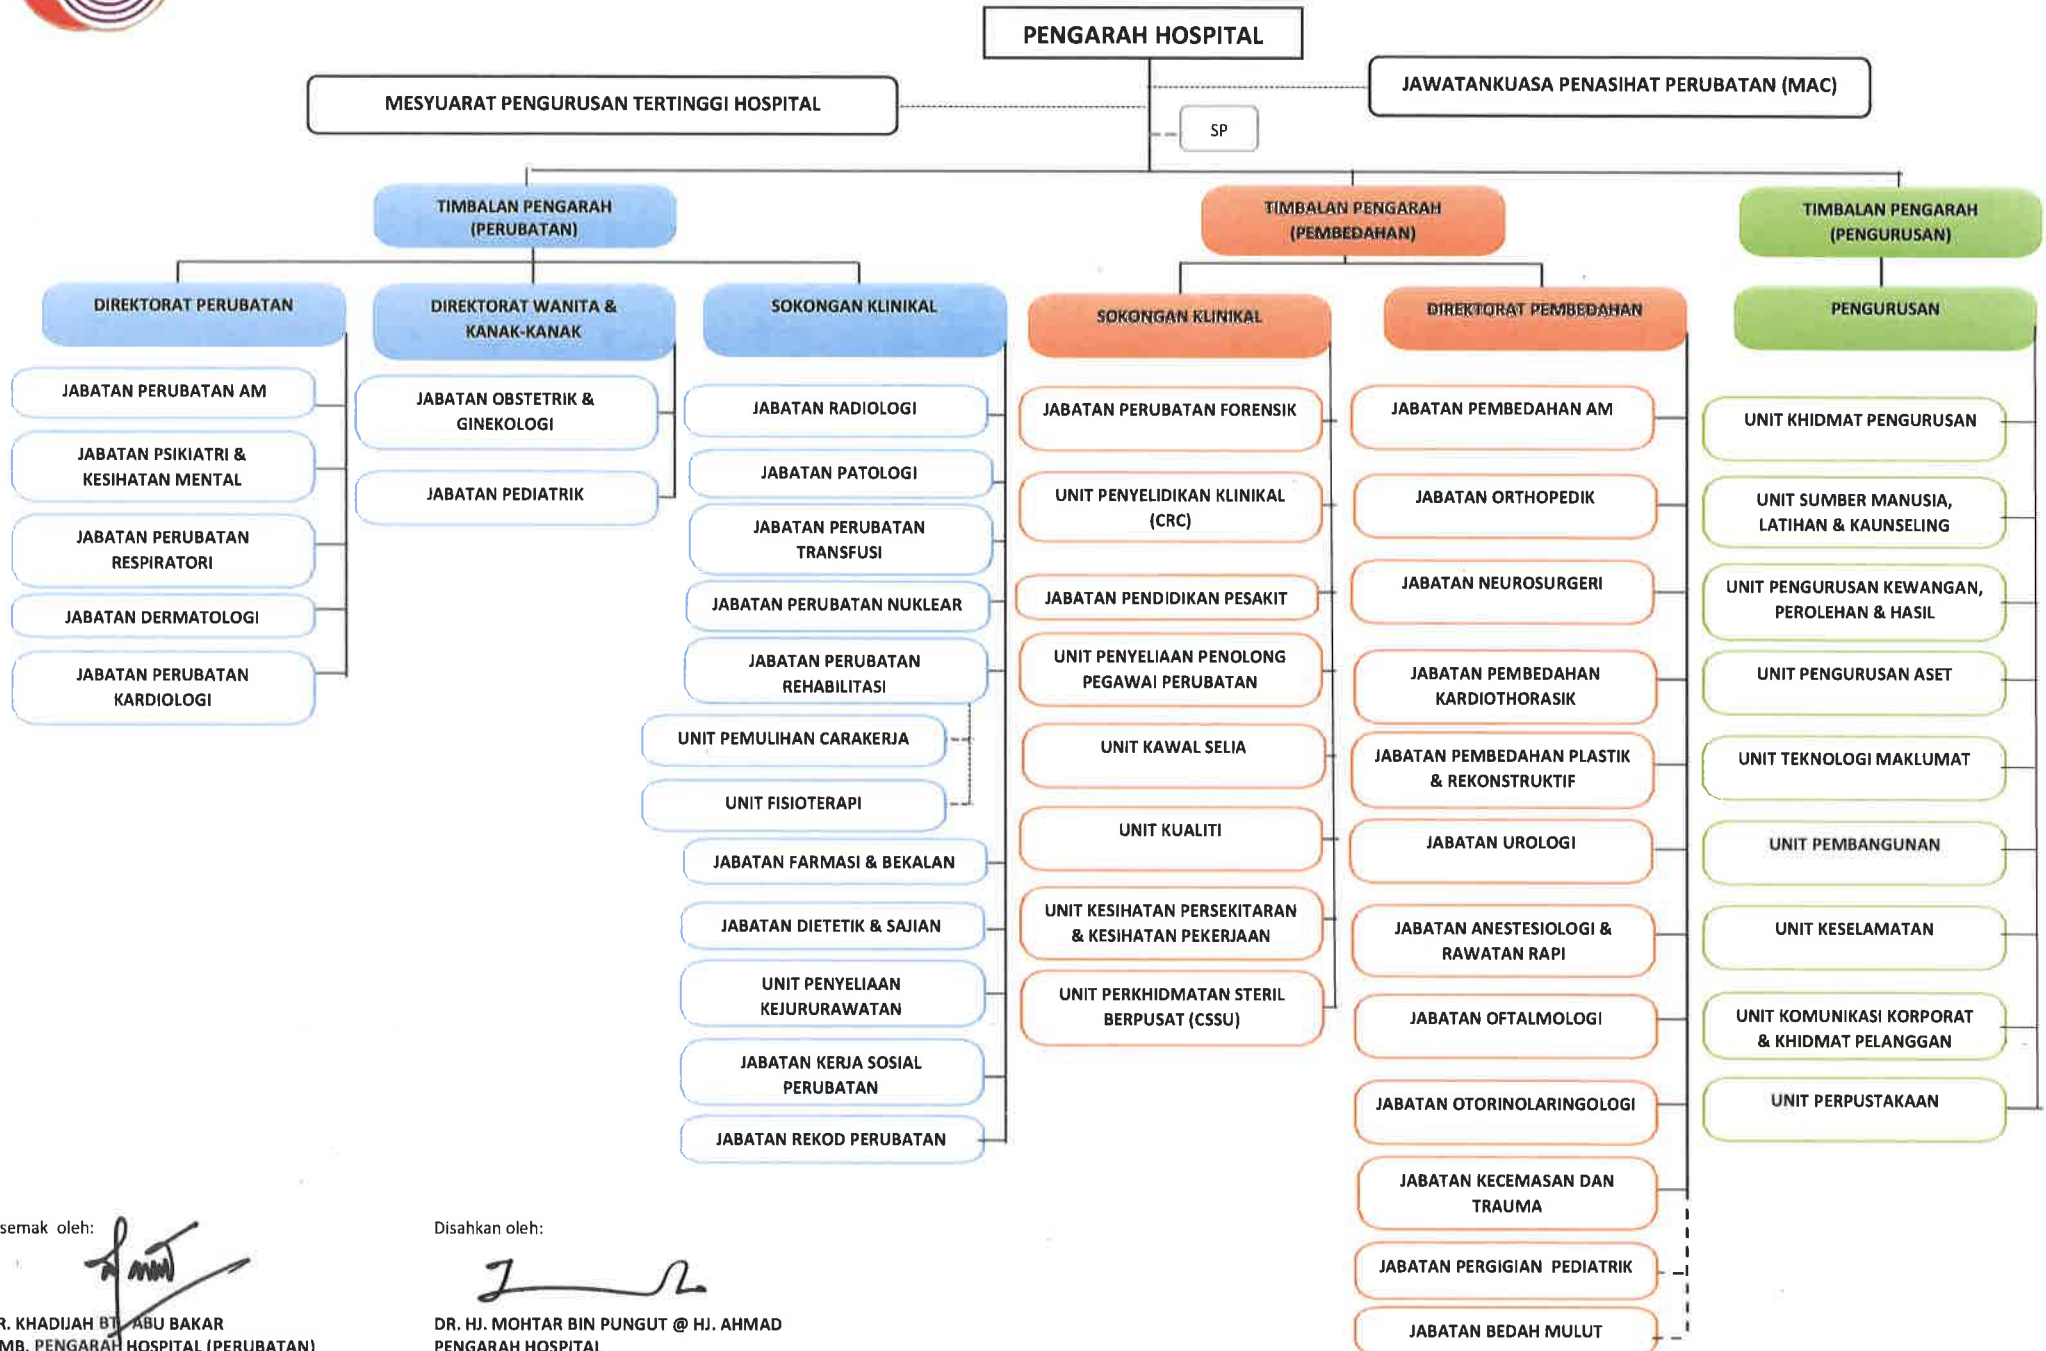 PENGARAH HOSPITAL
MESYUARAT PENGURUSAN TERTINGGI HOSPITAL
JAWATANKUASA PENASIHAT PERUBATAN (MAC)
SP
TIMBALAN PENGARAH
(PERUBATAN)
TIMBALAN PENGARAH
(PEMBEDAHAN)
TIMBALAN PENGARAH
(PENGURUSAN)
DIREKTORAT PERUBATAN
JABATAN PERUBATAN AM
JABATAN PSIKIATRI &
KESIHATAN MENTAL
JABATAN PERUBATAN
RESPIRATORI
JABATAN DERMATOLOGI
JABATAN PERUBATAN
KARDIOLOGI
DIREKTORAT WANITA &
KANAK-KANAK
JABATAN OBSTETRIK &
GINEKOLOGI
JABATAN PEDIATRIK
SOKONGAN KLINIKAL
JABATAN RADIOLOGI
JABATAN PATOLOGI
JABATAN PERUBATAN
TRANSFUSI
JABATAN PERUBATAN NUKLEAR
JABATAN PERUBATAN
REHABILITASI
UNIT PEMULIHAN CARAKERJA
UNIT FISIOTERAPI
JABATAN FARMASI & BEKALAN
JABATAN DIETETIK & SAJIAN
UNIT PENYELIAAN
KEJURURAWATAN
JABATAN KERJA SOSIAL
PERUBATAN
JABATAN REKOD PERUBATAN
SOKONGAN KLINIKAL
JABATAN PERUBATAN FORENSIK
UNIT PENYELIDIKAN KLINIKAL
(CRC)
JABATAN PENDIDIKAN PESAKIT
UNIT PENYELIAAN PENOLONG
PEGAWAI PERUBATAN
UNIT KAWAL SELIA
UNIT KUALITI
UNIT KESIHATAN PERSEKITARAN
& KESIHATAN PEKERJAAN
UNIT PERKHIDMATAN STERIL
BERPUSAT (CSSU)
DIREKTORAT PEMBEDAHAN
JABATAN PEMBEDAHAN AM
JABATAN ORTHOPEDIK
JABATAN NEUROSURGERI
JABATAN PEMBEDAHAN
KARDIOTHORASIK
JABATAN PEMBEDAHAN PLASTIK
& REKONSTRUKTIF
JABATAN UROLOGI
JABATAN ANESTESIOLOGI &
RAWATAN RAPI
JABATAN OFTALMOLOGI
JABATAN OTORINOLARINGOLOGI
JABATAN KECEMASAN DAN
TRAUMA
JABATAN PERGIGIAN PEDIATRIK
JABATAN BEDAH MULUT
PENGURUSAN
UNIT KHIDMAT PENGURUSAN
UNIT SUMBER MANUSIA,
LATIHAN & KAUNSELING
UNIT PENGURUSAN KEWANGAN,
PEROLEHAN & HASIL
UNIT PENGURUSAN ASET
UNIT TEKNOLOGI MAKLUMAT
UNIT PEMBANGUNAN
UNIT KESELAMATAN
UNIT KOMUNIKASI KORPORAT
& KHIDMAT PELANGGAN
UNIT PERPUSTAKAAN
semak oleh:
R. KHADIJAH BT. ABU BAKAR
MB. PENGARAH HOSPITAL (PERUBATAN)
Disahkan oleh:
DR. HJ. MOHTAR BIN PUNGUT @ HJ. AHMAD
PENGARAH HOSPITAL